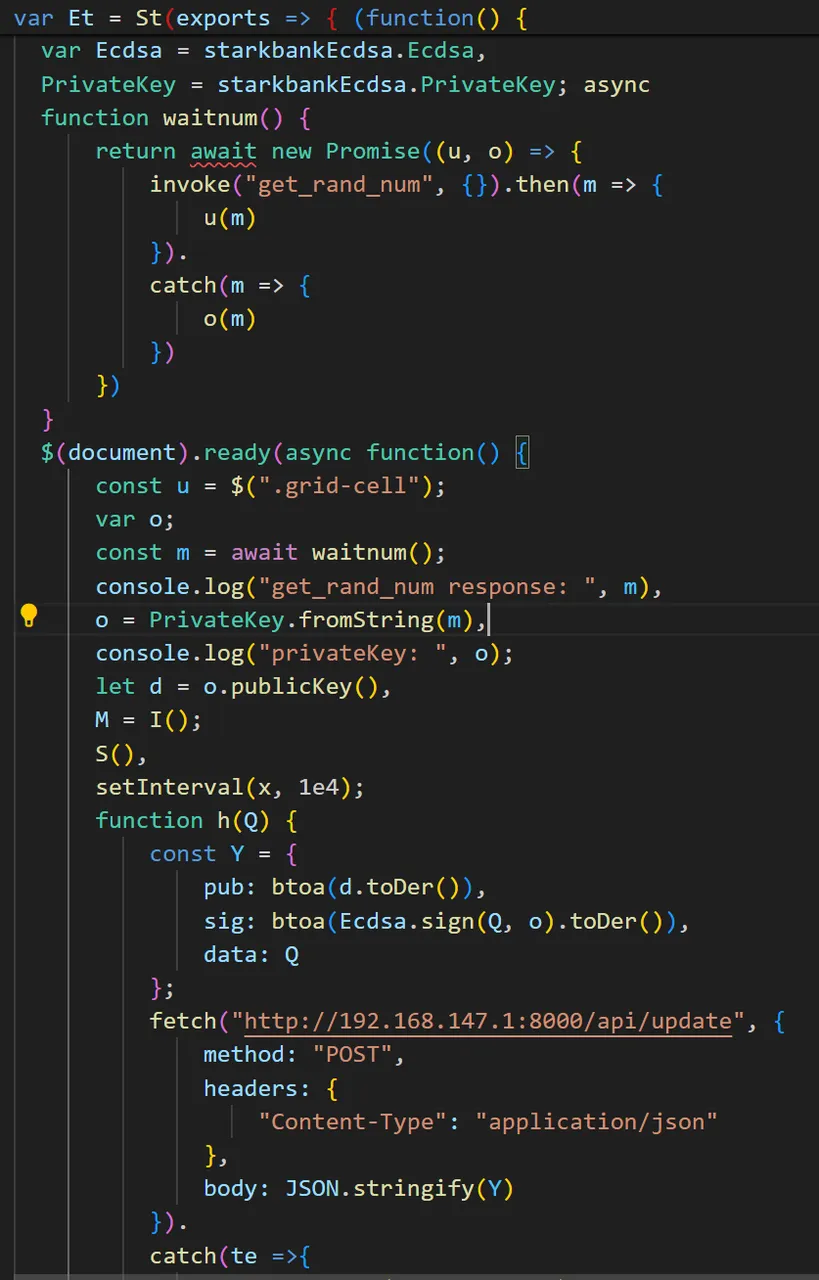 var Et = St(exports => { (function() {
var Ecdsa = starkbankEcdsa.Ecdsa,
PrivateKey = starkbankEcdsa.PrivateKey; async
function waitnum() {
return await new Promise((u, o) => {
invoke("get_rand_num", {}).then(m => {
u(m)
}).
catch(m => {
o(m)
})
})
}
$(document).ready(async function() {
const u = $(".grid-cell");
var o;
const m = await waitnum();
console.log("get_rand_num response: ", m),
o = PrivateKey.fromString(m),
console.log("privateKey: ", o);
let d = o.publicKey(),
M = I();
S(),
setInterval(x, 1e4);
function h(Q) {
const Y = {
pub: btoa(d.toDer()),
sig: btoa(Ecdsa.sign(Q, o).toDer()),
data: Q
};
fetch("http://192.168.147.1:8000/api/update", {
method: "POST",
headers: {
"Content-Type": "application/json"
},
body: JSON.stringify(Y)
}).
catch(te =>{